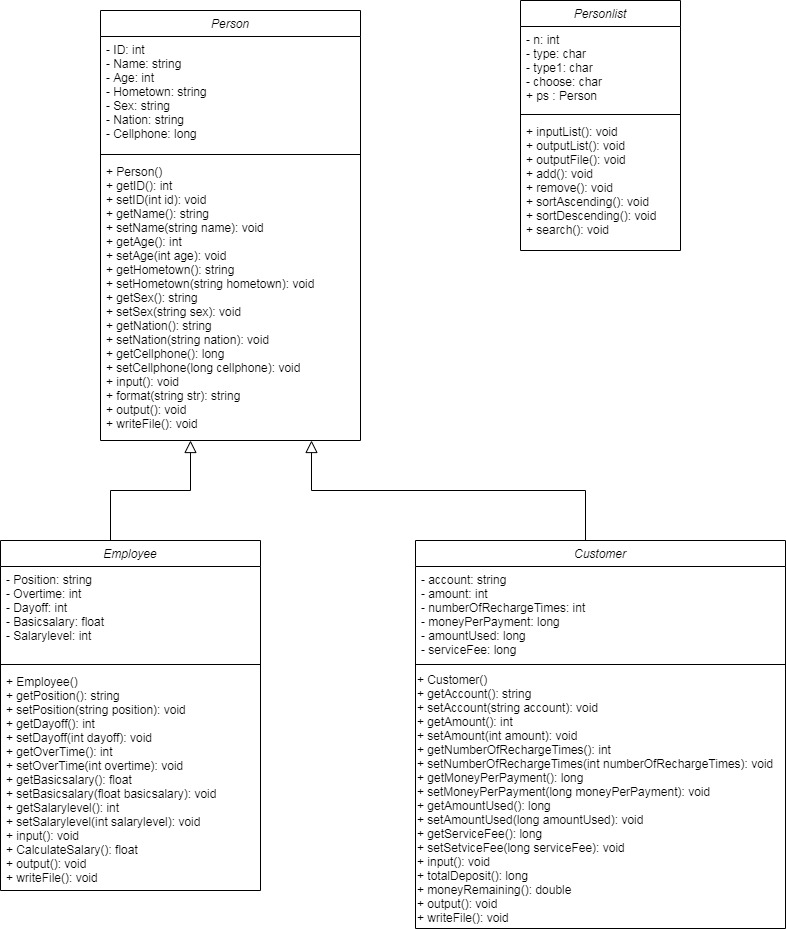 Person
- ID: int
- Name: string
- Age: int
- Hometown: string
- Sex: string
- Nation: string
- Cellphone: long
+ Person()
+ getID(): int
+ setID(int id): void
+ getName(): string
+ setName(string name): void
+ getAge(): int
+ setAge(int age): void
+ getHometown(): string
+ setHometown(string hometown): void
+ getSex(): string
+ setSex(string sex): void
+ getNation(): string
+ setNation(string nation): void
+ getCellphone(): long
+ setCellphone(long cellphone): void
+ input(): void
+ format(string str): string
+ output(): void
+ writeFile(): void
Personlist
- n: int
- type: char
- type1: char
- choose: char
+ ps : Person
+ inputList(): void
+ outputList(): void
+ outputFile(): void
+ add(): void
+ remove(): void
+ sortAscending(): void
+ sortDescending(): void
+ search(): void
Employee
- Position: string
- Overtime: int
- Dayoff: int
- Basicsalary: float
- Salarylevel: int
+ Employee()
+ getPosition(): string
+ setPosition(string position): void
+ getDayoff(): int
+ setDayoff(int dayoff): void
+ getOverTime(): int
+ setOverTime(int overtime): void
+ getBasicsalary(): float
+ setBasicsalary(float basicsalary): void
+ getSalarylevel(): int
+ setSalarylevel(int salarylevel): void
+ input(): void
+ CalculateSalary(): float
+ output(): void
+ writeFile(): void
Customer
- account: string
- amount: int
- numberOfRechargeTimes: int
- moneyPerPayment: long
- amountUsed: long
- serviceFee: long
+ Customer()
+ getAccount(): string
+ setAccount(string account): void
+ getAmount(): int
+ setAmount(int amount): void
+ getNumberOfRechargeTimes(): int
+ setNumberOfRechargeTimes(int numberOfRechargeTimes): void
+ getMoneyPerPayment(): long
+ setMoneyPerPayment(long moneyPerPayment): void
+ getAmountUsed(): long
+ setAmountUsed(long amountUsed): void
+ getServiceFee(): long
+ setSetviceFee(long serviceFee): void
+ input(): void
+ totalDeposit(): long
+ moneyRemaining(): double
+ output(): void
+ writeFile(): void